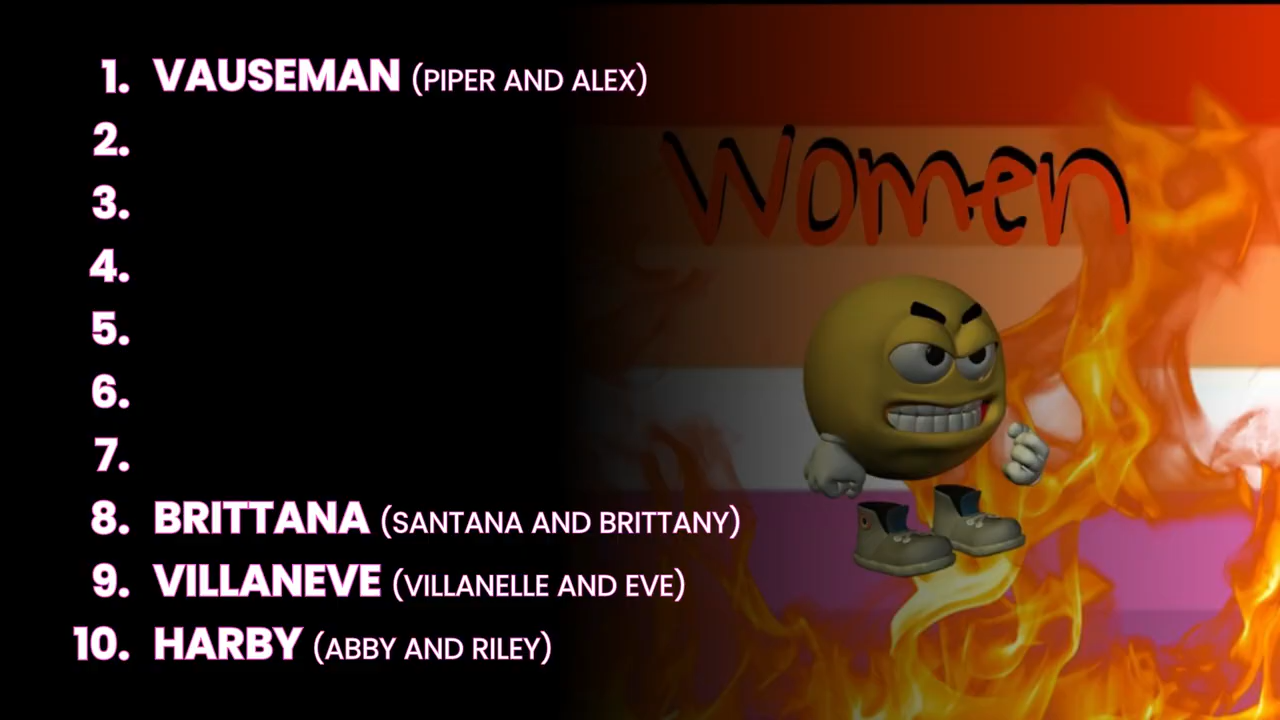 1. VAUSEMAN (PIPER AND ALEX)
2.
3.
4.
5.
6.
7.
8. BRITTANA (SANTANA AND BRITTANY)
9. VILLANEVE (VILLANELLE AND EVE)
10. HARBY (ABBY AND RILEY)
Women